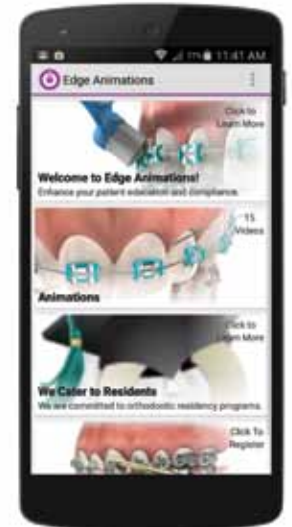 11:41 AM
Edge Animations
Click to
Learn More
Welcome to Edge Animations!
Enhance your patient education and compliance.
15
Videos
Animations
Click to
Learn More
We Cater to Residents
We are committed to orthodontic residency programs.
Click To
Register